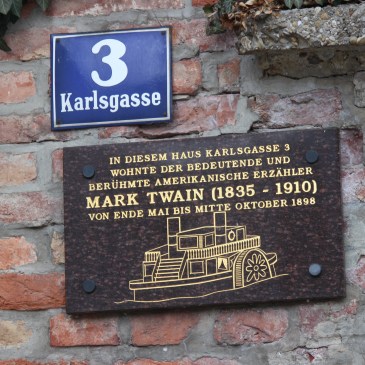 3
Karlsgasse
IN DIESEM HAUS KARLSGASSE 3
WOHNTE DER BEDEUTENDE UND
BERÜHMTE AMERIKANISCHE ERZÄHLER
MARK TWAIN (1835 - 1910)
VON ENDE MAI BIS MITTE OKTOBER 1898